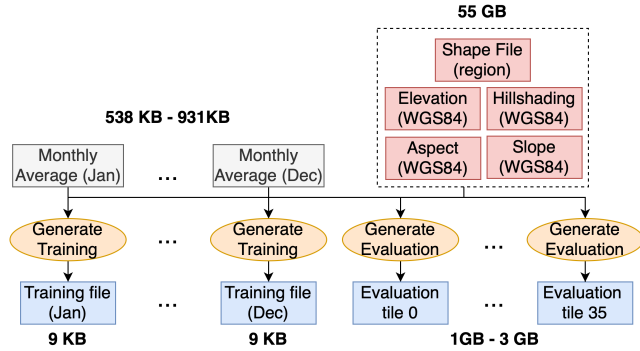 55 GB
Shape File
(region)
538 KB - 931KB
Elevation
(WGS84)
Hillshading
(WGS84)
Monthly
Average (Jan)
...
Monthly
Average (Dec)
Aspect
(WGS84)
Slope
(WGS84)
Generate
Training
...
Generate
Training
Generate
Evaluation
...
Generate
Evaluation
Training file
(Jan)
...
Training file
(Dec)
Evaluation
tile 0
...
Evaluation
tile 35
9 KB
9 KB
1GB - 3 GB